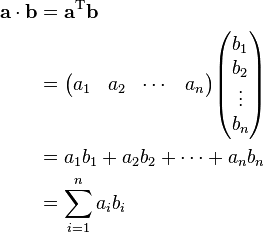 𝐚 · 𝐛 = 𝐚ᵀ𝐛
= (a₁ a₂ ⋯ aₙ) (b₁ b₂ ⋮ bₙ)
= a₁b₁ + a₂b₂ + ⋯ + aₙbₙ
= ∑ᵢ₌₁ⁿ aᵢbᵢ